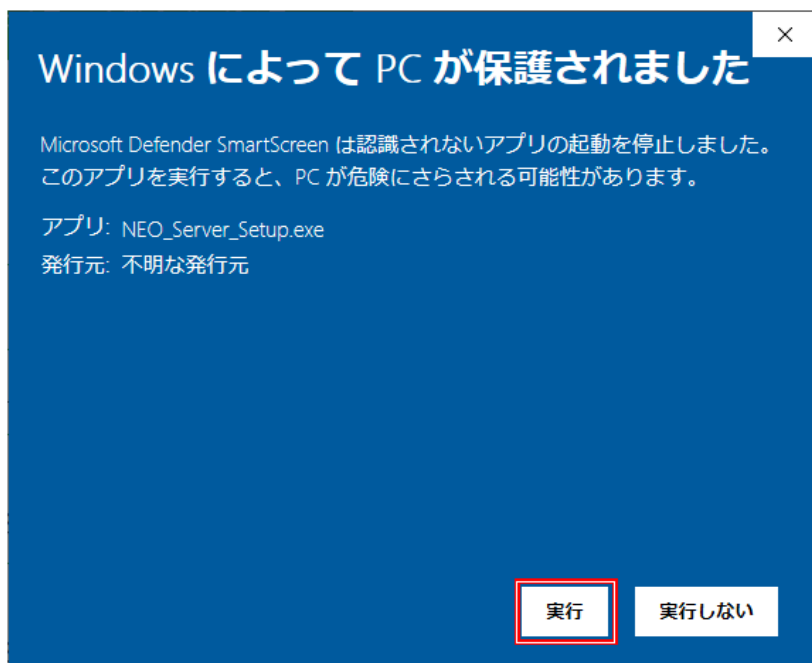 Windows によって PC が保護されました
Microsoft Defender SmartScreen は認識されないアプリの起動を停止しました。
このアプリを実行すると、PC が危険にさらされる可能性があります。
アプリ: NEO_Server_Setup.exe
発行元: 不明な発行元
実行 実行しない